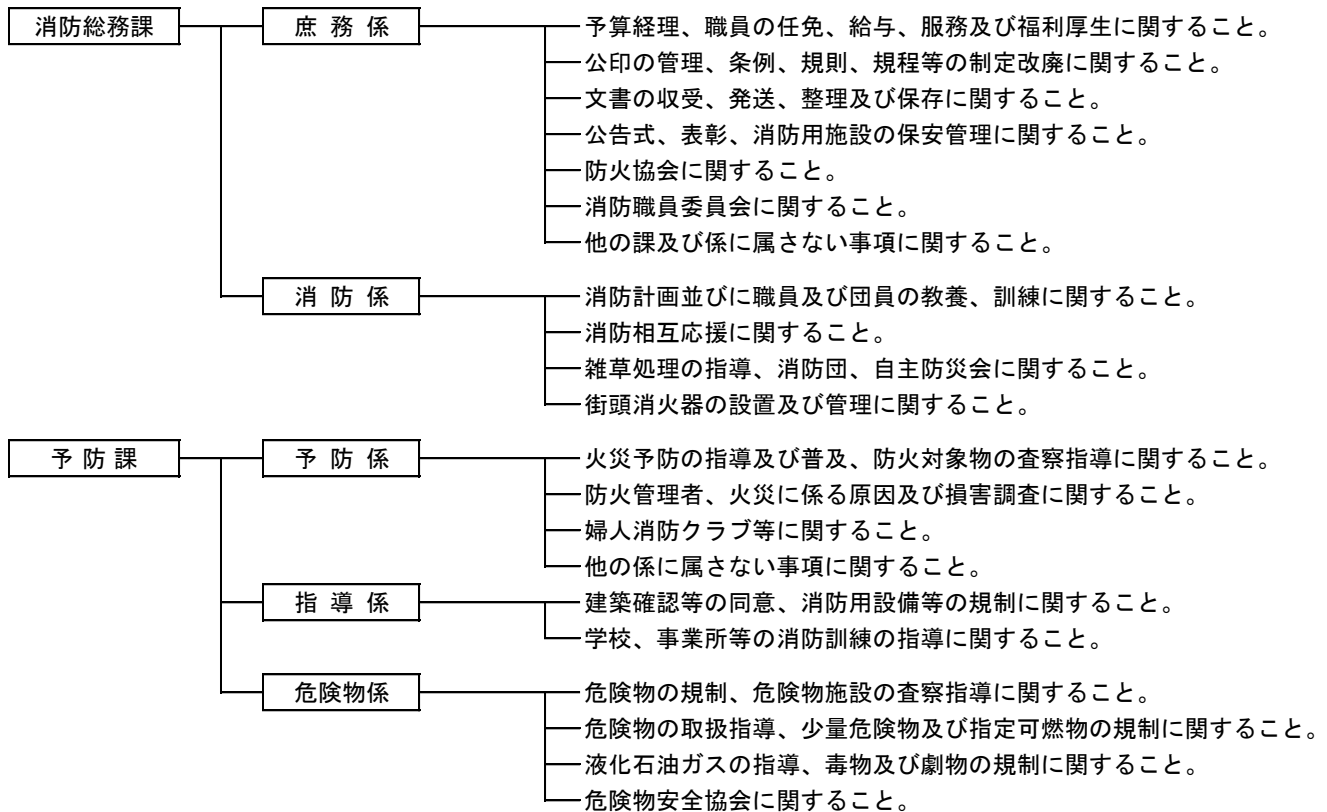 消防総務課 庶務係 予算経理、職員の任免、給与、服務及び福利厚生に関すること。
公印の管理、条例、規則、規程等の制定改廃に関すること。
文書の収受、発送、整理及び保存に関すること。
公告式、表彰、消防用施設の保安管理に関すること。
防火協会に関すること。
消防職員委員会に関すること。
他の課及び係に属さない事項に関すること。
消防係 消防計画並びに職員及び団員の教養、訓練に関すること。
消防相互応援に関すること。
雑草処理の指導、消防団、自主防災会に関すること。
街頭消火器の設置及び管理に関すること。
予防課 予防係 火災予防の指導及び普及、防火対象物の査察指導に関すること。
防火管理者、火災に係る原因及び損害調査に関すること。
婦人消防クラブ等に関すること。
他の係に属さない事項に関すること。
指導係 建築確認等の同意、消防用設備等の規制に関すること。
学校、事業所等の消防訓練の指導に関すること。
危険物係 危険物の規制、危険物施設の査察指導に関すること。
危険物の取扱指導、少量危険物及び指定可燃物の規制に関すること。
液化石油ガスの指導、毒物及び劇物の規制に関すること。
危険物安全協会に関すること。